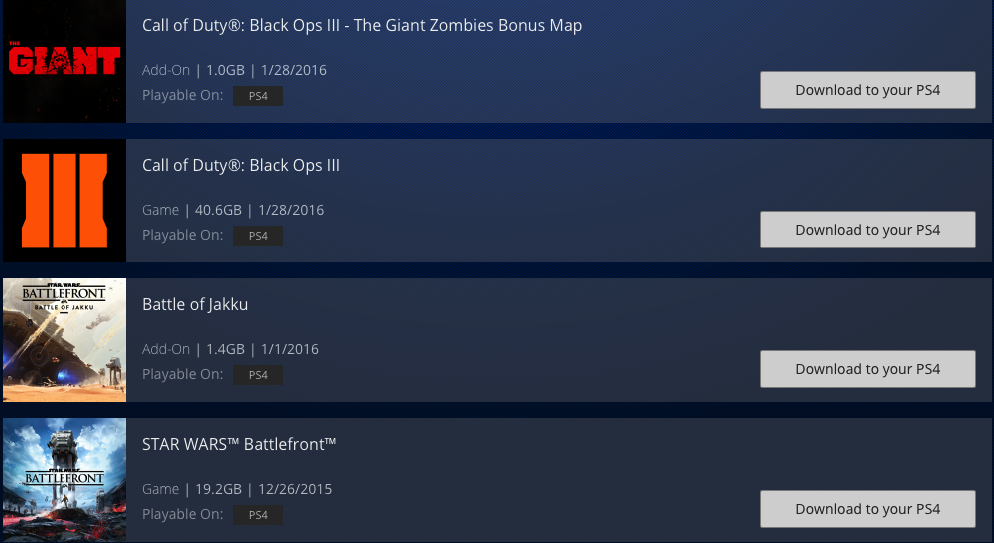 THE
GIANT
Call of Duty®: Black Ops III - The Giant Zombies Bonus Map
Add-On | 1.0GB | 1/28/2016
Playable On: PS4
Download to your PS4
III
Call of Duty®: Black Ops III
Game | 40.6GB | 1/28/2016
Playable On: PS4
Download to your PS4
STAR WARS
BATTLEFRONT
BATTLE OF JAKKU
Battle of Jakku
Add-On | 1.4GB | 1/1/2016
Playable On: PS4
Download to your PS4
STAR WARS
BATTLEFRONT
STAR WARS™ Battlefront™
Game | 19.2GB | 12/26/2015
Playable On: PS4
Download to your PS4